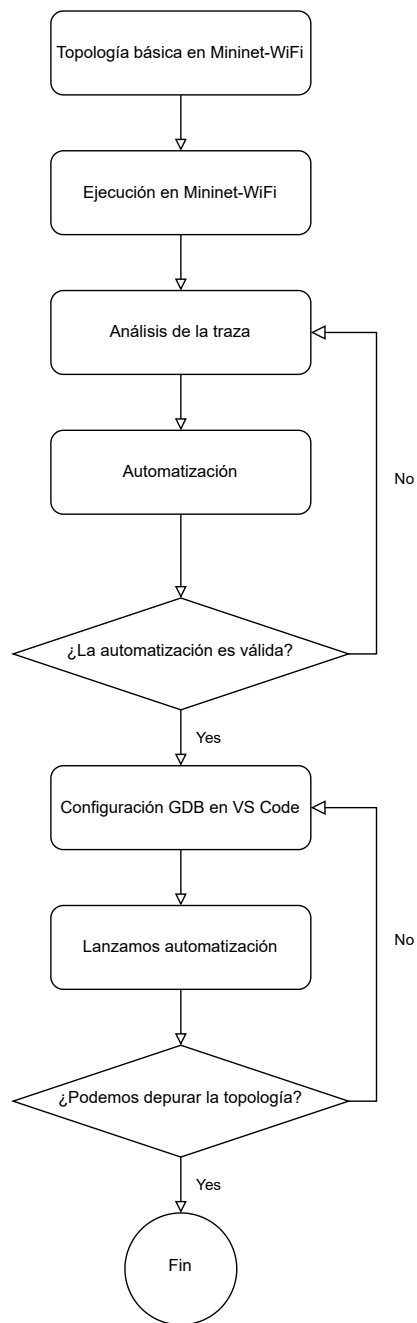 Topología básica en Mininet-WiFi
Ejecución en Mininet-WiFi
Análisis de la traza
Automatización
No
¿La automatización es válida?
Yes
Configuración GDB en VS Code
Lanzamos automatización
No
¿Podemos depurar la topología?
Yes
Fin